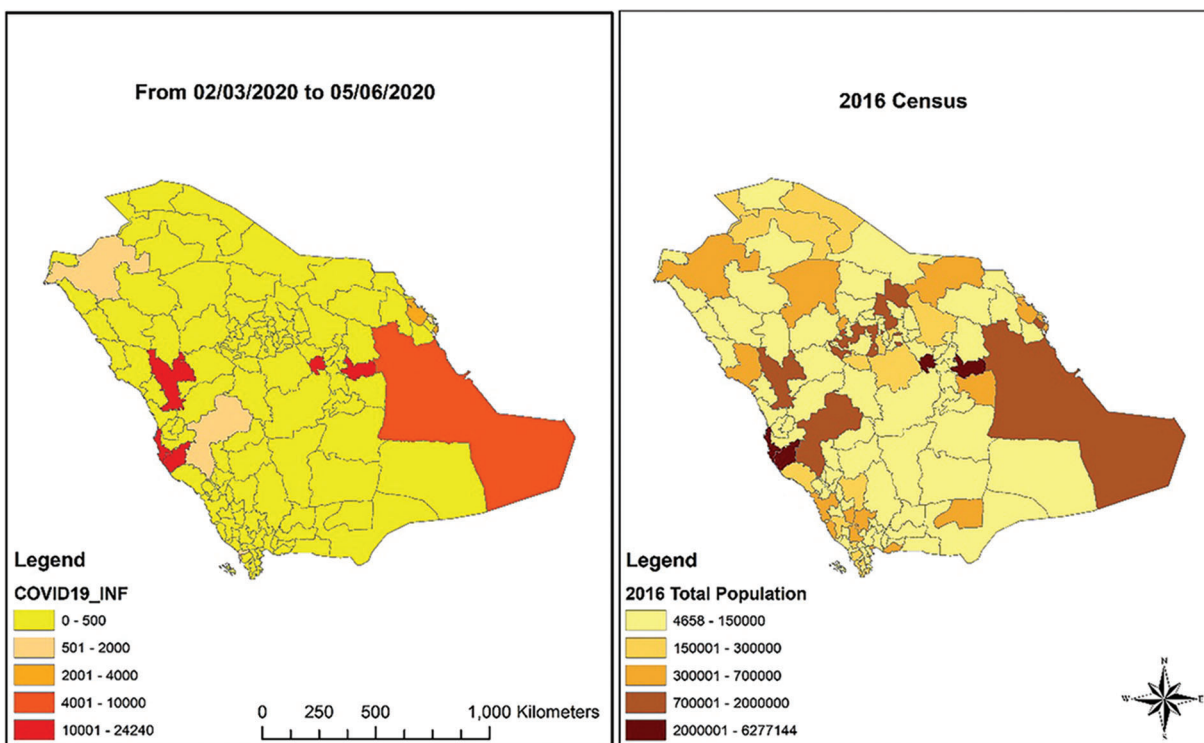 From 02/03/2020 to 05/06/2020
Legend
COVID19_INF
0 - 500
501 - 2000
2001 - 4000
4001 - 10000
10001 - 24240
0 250 500 1,000 Kilometers
2016 Census
Legend
2016 Total Population
4658 - 150000
150001 - 300000
300001 - 700000
700001 - 2000000
2000001 - 6277144
N
W E
S